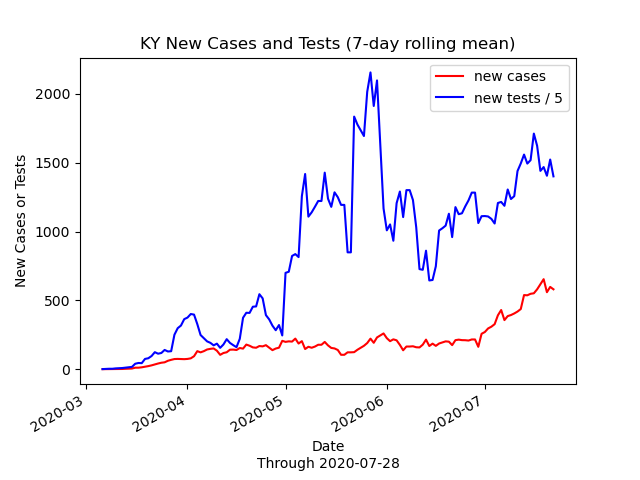 KY New Cases and Tests (7-day rolling mean)
new cases
new tests / 5
New Cases or Tests
2000
1500
1000
500
0
2020-03
2020-04
2020-05
2020-06
2020-07
Date
Through 2020-07-28